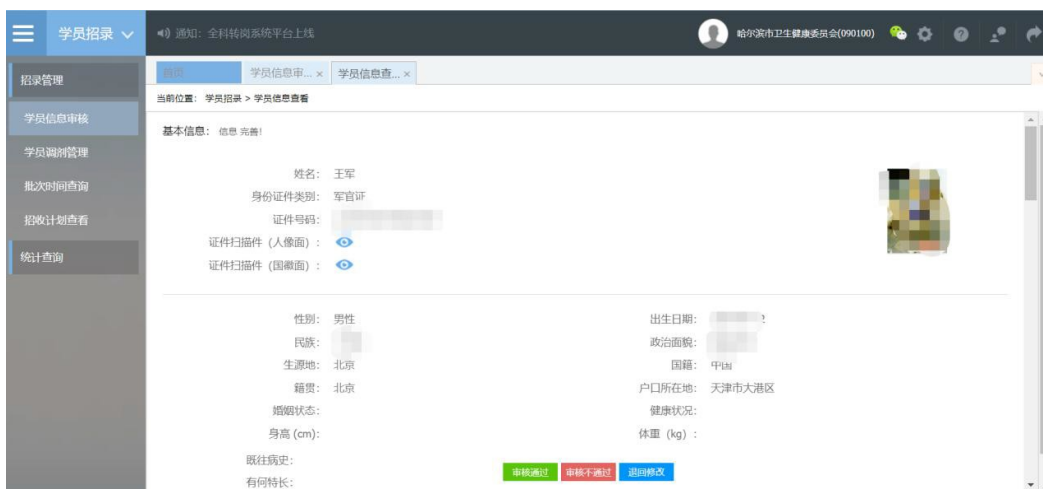 学员招录
通知：全科转岗系统平台上线
哈尔滨市卫生健康委员会(090100)
招录管理
学员信息审核
学员调剂管理
批次时间查询
招收计划查看
统计查询
首页
学员信息审... ×
学员信息查... ×
当前位置： 学员招录 > 学员信息查看
基本信息： 信息 完善!
姓名： 王军
身份证件类别： 军官证
证件号码：
证件扫描件（人像面）：
证件扫描件（国徽面）：
性别： 男性
出生日期：
民族：
政治面貌：
生源地： 北京
国籍： 中国
籍贯： 北京
户口所在地： 天津市大港区
婚姻状态：
健康状况：
身高 (cm):
体重（kg）：
既往病史：
有何特长：
审核通过
审核不通过
退回修改